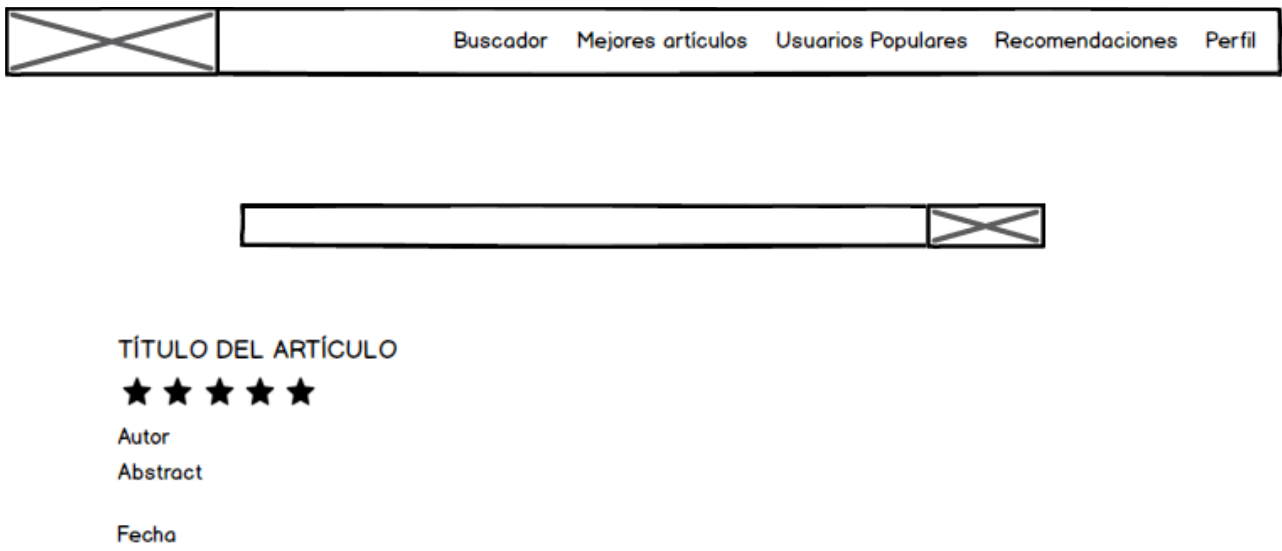 Buscador Mejores artículos Usuarios Populares Recomendaciones Perfil
TÍTULO DEL ARTÍCULO
Autor
Abstract
Fecha